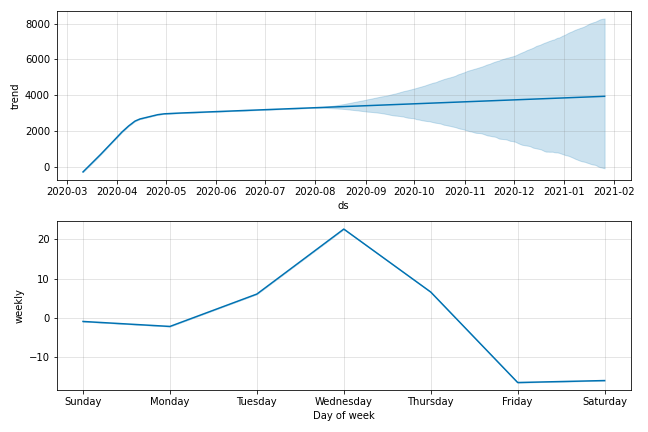 8000
6000
4000
2000
0
trend
2020-03 2020-04 2020-05 2020-06 2020-07 2020-08 2020-09 2020-10 2020-11 2020-12 2021-01 2021-02
ds
20
10
0
−10
weekly
Sunday Monday Tuesday Wednesday Thursday Friday Saturday
Day of week